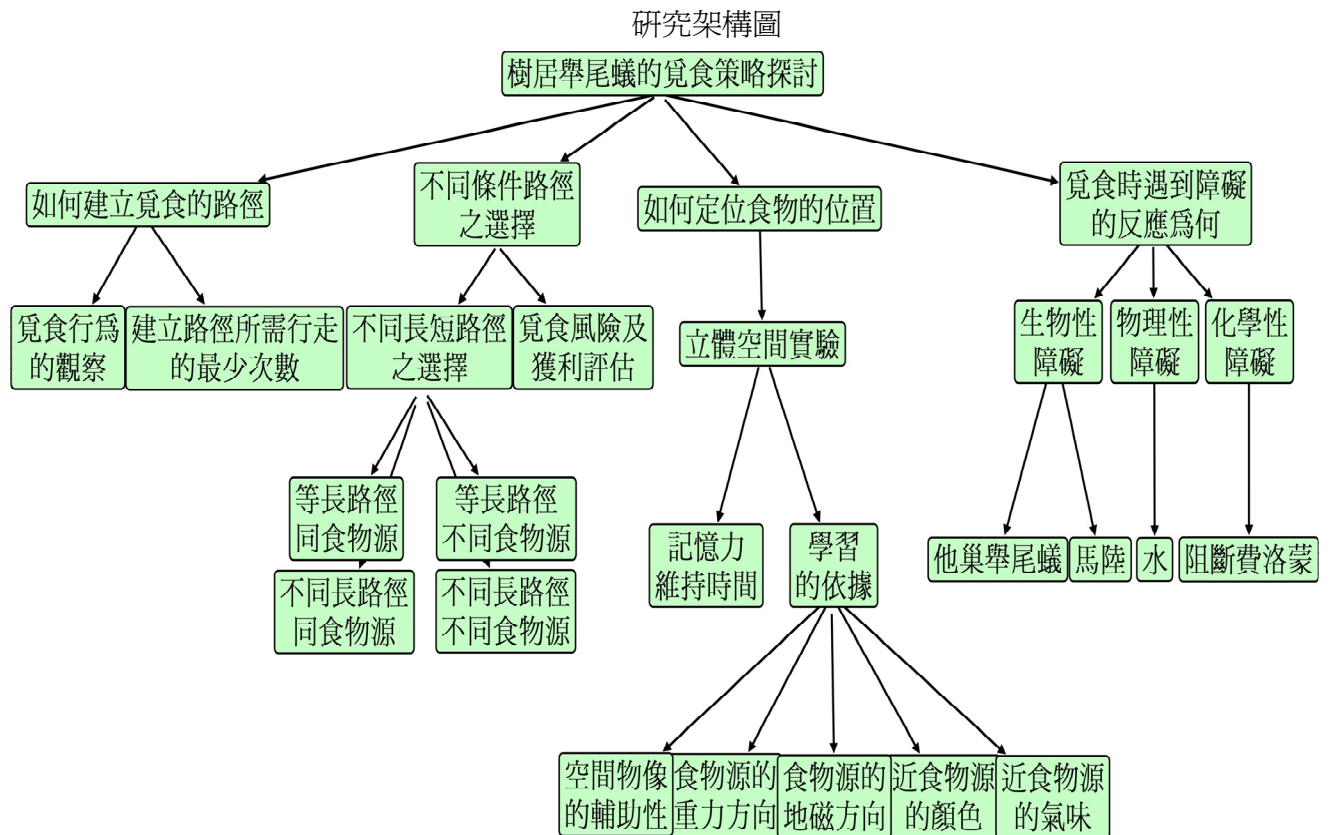 研究架構圖
樹居舉尾蟻的覓食策略探討
如何建立覓食的路徑
不同條件路徑
之選擇
如何定位食物的位置
覓食時遇到障礙
的反應爲何
覓食行爲
的觀察
建立路徑所需行走
的最少次數
不同長短路徑
之選擇
覓食風險及
獲利評估
立體空間實驗
生物性
障礙
物理性
障礙
化學性
障礙
等長路徑
同食物源
等長路徑
不同食物源
不同長路徑
同食物源
不同長路徑
不同食物源
記憶力
維持時間
學習
的依據
他巢舉尾蟻
馬陸
水
阻斷費洛蒙
空間物像
的輔助性
食物源的
重力方向
食物源的
地磁方向
近食物源
的顏色
近食物源
的氣味